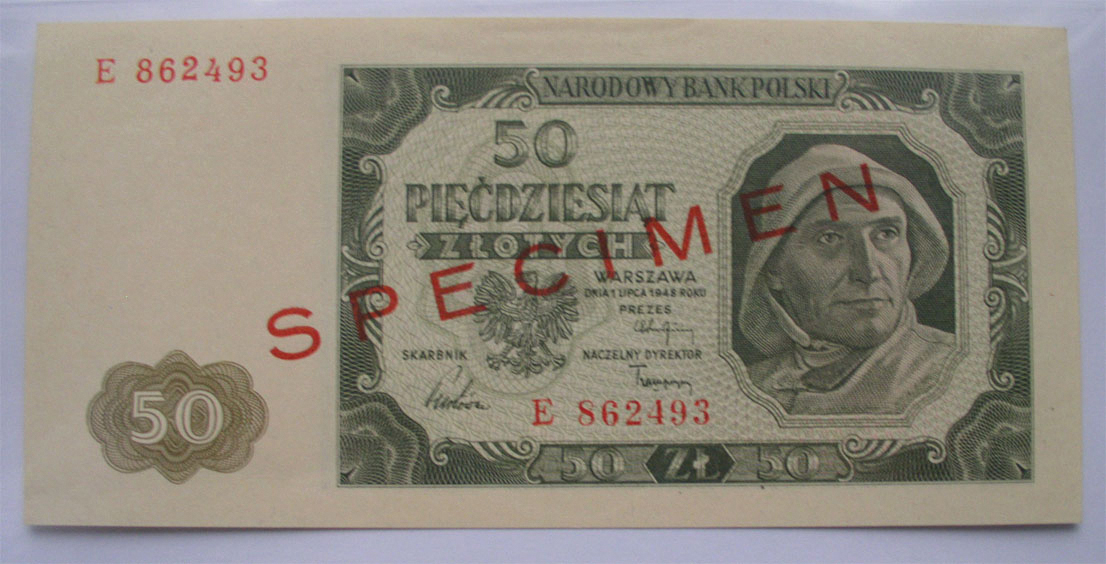 E 862493
NARODOWY BANK POLSKI
50
PIĘĆDZIESIĄT
ZŁOTYCH
SPECIMEN
WARSZAWA
DNIA 1 LIPCA 1948 ROKU
PREZES
SKARBNIK
NACZELNY DYREKTOR
E 862493
50
50 ZŁ 50